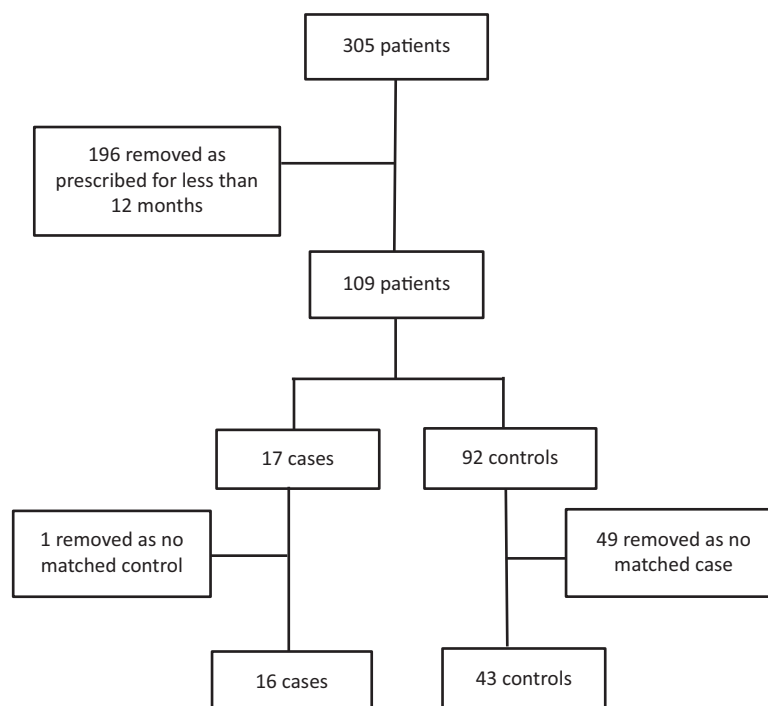 305 patients
196 removed as
prescribed for less than
12 months
109 patients
17 cases
92 controls
1 removed as no
matched control
49 removed as no
matched case
16 cases
43 controls